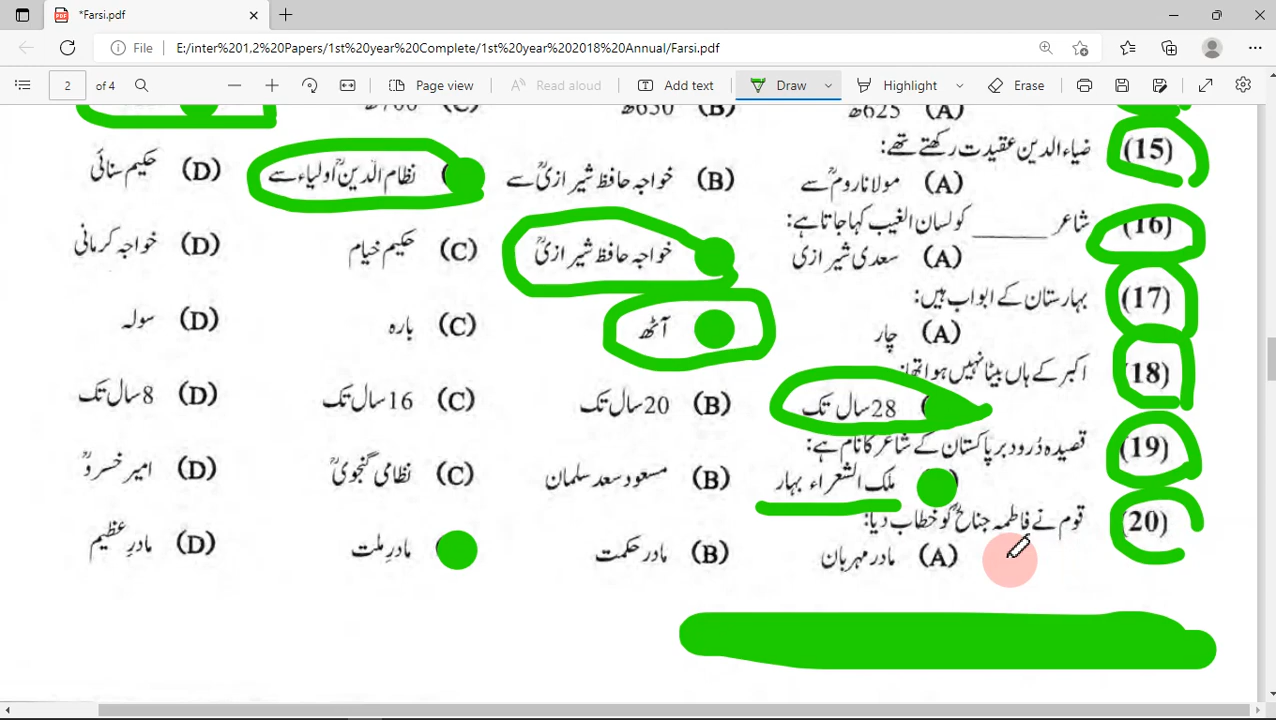 *Farsi.pdf
File E:/inter%201.2%20Papers/1st%20year%20Complete/1st%20year%202018%20Annual/Farsi.pdf
2 of 4 Page view Read aloud Add text Draw Highlight Erase
(A) 625ھ (B) 650ھ (C) 700ھ
(15) ضیاءالدین عقیدت رکھتے تھے:
(A) مولانا رومؒ سے (B) خواجہ حافظ شیرازیؒ سے نظام الدینؒ اولیاء سے (D) حکیم سنائی
(16) شاعر ______ کو لسان الغیب کہا جاتا ہے:
(A) سعدی شیرازی خواجہ حافظ شیرازیؒ (C) حکیم خیام (D) خواجہ کرمانی
(17) بہارستان کے ابواب ہیں:
(A) چار آٹھ (C) بارہ (D) سولہ
(18) اکبر کے ہاں بیٹا نہیں ہوا تھا:
28 سال تک (B) 20 سال تک (C) 16 سال تک (D) 8 سال تک
(19) قصیدہ دُرود بر پاکستان کے شاعر کا نام ہے:
ملک الشعراء بہار (B) مسعود سعد سلمان (C) نظامی گنجویؒ (D) امیر خسروؒ
(20) قوم نے فاطمہ جناحؒ کو خطاب دیا:
(A) مادر مہربان (B) مادر حکمت مادرِ ملت (D) مادرِ عظیم